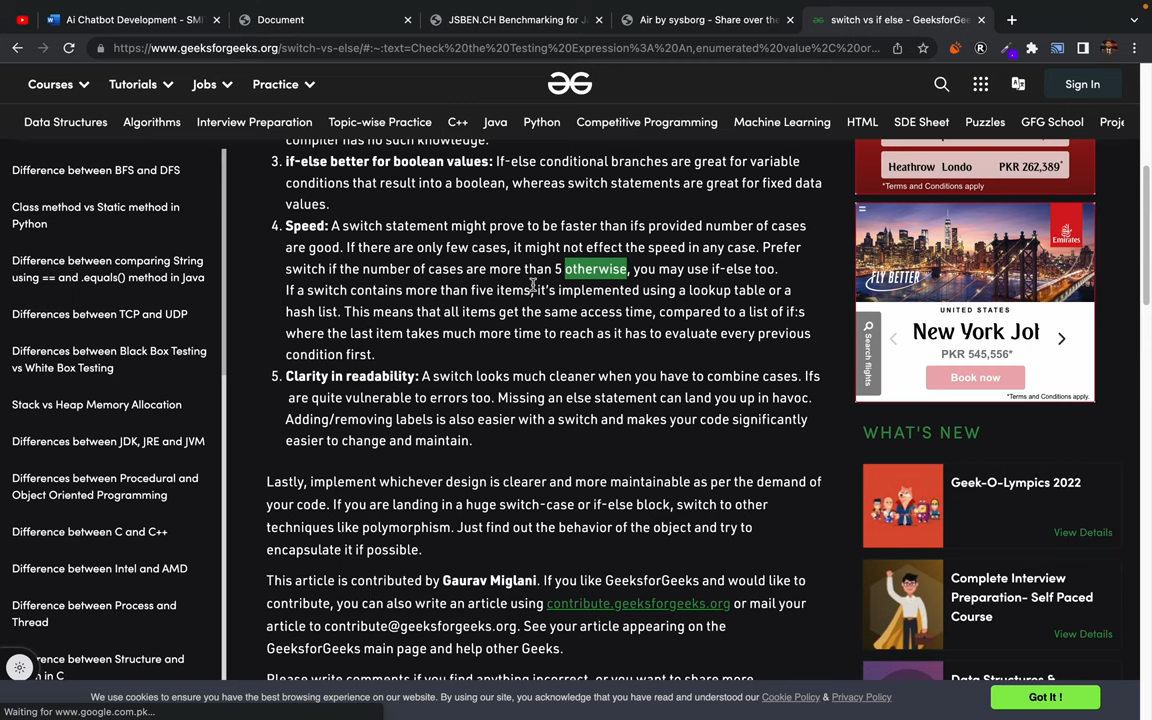 Ai Chatbot Development - SMI
Document
JSBEN.CH Benchmarking for J
Air by sysborg - Share over the
switch vs if else - GeeksforGee
https://www.geeksforgeeks.org/switch-vs-else/#:~:text=Check%20the%20Testing%20Expression%3A%20An,enumerated%20value%2C%20or...
Courses
Tutorials
Jobs
Practice
Sign In
Data Structures
Algorithms
Interview Preparation
Topic-wise Practice
C++
Java
Python
Competitive Programming
Machine Learning
HTML
SDE Sheet
Puzzles
GFG School
Proje
Difference between BFS and DFS
Class method vs Static method in
Python
Difference between comparing String
using == and .equals() method in Java
Differences between TCP and UDP
Differences between Black Box Testing
vs White Box Testing
Stack vs Heap Memory Allocation
Differences between JDK, JRE and JVM
Differences between Procedural and
Object Oriented Programming
Difference between C and C++
Difference between Intel and AMD
Difference between Process and
Thread
Difference between Structure and
in C
compiler has no such knowledge.
3. if-else better for boolean values: If-else conditional branches are great for variable
conditions that result into a boolean, whereas switch statements are great for fixed data
values.
4. Speed: A switch statement might prove to be faster than ifs provided number of cases
are good. If there are only few cases, it might not effect the speed in any case. Prefer
switch if the number of cases are more than 5 otherwise, you may use if-else too.
If a switch contains more than five items, it's implemented using a lookup table or a
hash list. This means that all items get the same access time, compared to a list of if:s
where the last item takes much more time to reach as it has to evaluate every previous
condition first.
5. Clarity in readability: A switch looks much cleaner when you have to combine cases. Ifs
are quite vulnerable to errors too. Missing an else statement can land you up in havoc.
Adding/removing labels is also easier with a switch and makes your code significantly
easier to change and maintain.
Lastly, implement whichever design is clearer and more maintainable as per the demand of
your code. If you are landing in a huge switch-case or if-else block, switch to other
techniques like polymorphism. Just find out the behavior of the object and try to
encapsulate it if possible.
This article is contributed by Gaurav Miglani. If you like GeeksforGeeks and would like to
contribute, you can also write an article using contribute.geeksforgeeks.org or mail your
article to contribute@geeksforgeeks.org. See your article appearing on the
GeeksforGeeks main page and help other Geeks.
Please write comments if you find anything incorrect, or you want to share more
Heathrow Londo PKR 262,389*
*Terms and Conditions apply
Emirates
FLY BETTER
Search flights
UNITED STATES
New York Joh
PKR 545,556*
Book now
*Terms and Conditions apply.
WHAT'S NEW
Geek-O-Lympics 2022
View Details
Complete Interview
Preparation- Self Paced
Course
View Details
Data Structures &
We use cookies to ensure you have the best browsing experience on our website. By using our site, you acknowledge that you have read and understood our Cookie Policy & Privacy Policy
Got It !
Waiting for www.google.com.pk...